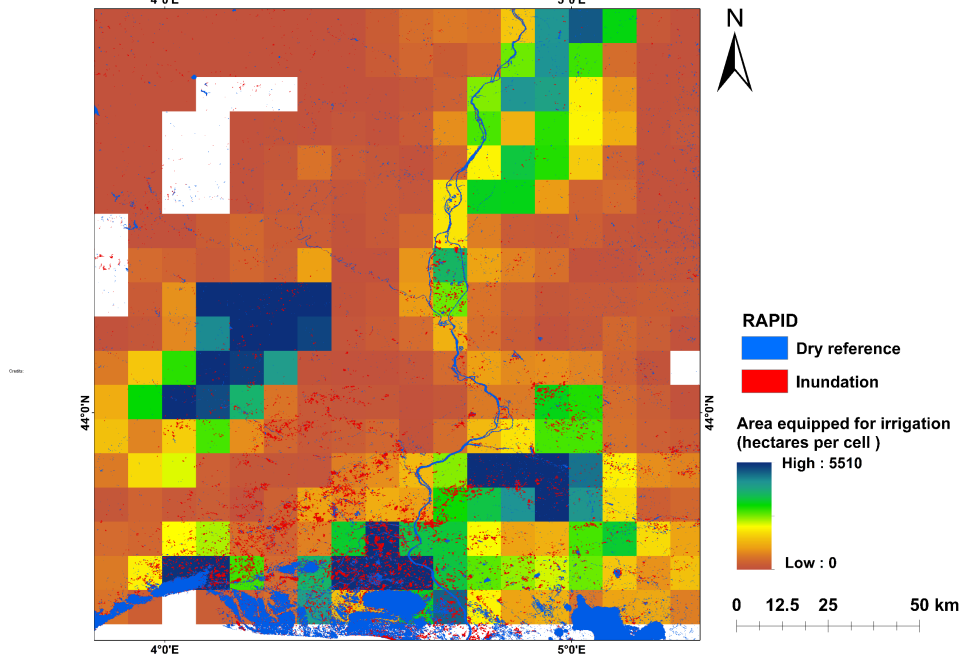 4°0'E
5°0'E
N
RAPID
Dry reference
Inundation
Credits:
44°0'N
44°0'N
Area equipped for irrigation
(hectares per cell )
High : 5510
Low : 0
0 12.5 25 50 km
4°0'E
5°0'E